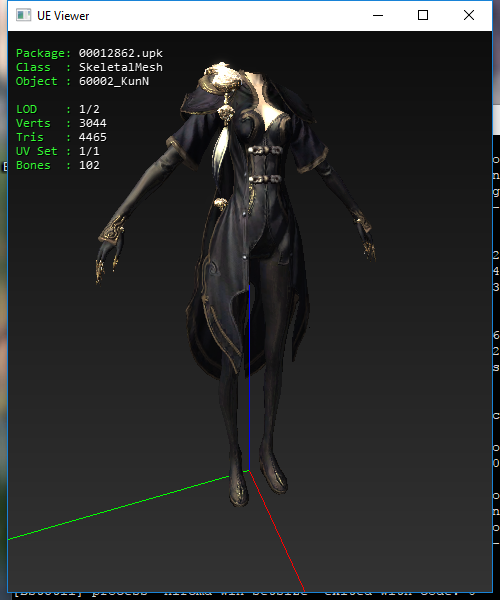 UE Viewer
Package: 00012862.upk
Class  : SkeletalMesh
Object : 60002_KunN
LOD    : 1/2
Verts  : 3044
Tris   : 4465
UV Set : 1/1
Bones  : 102